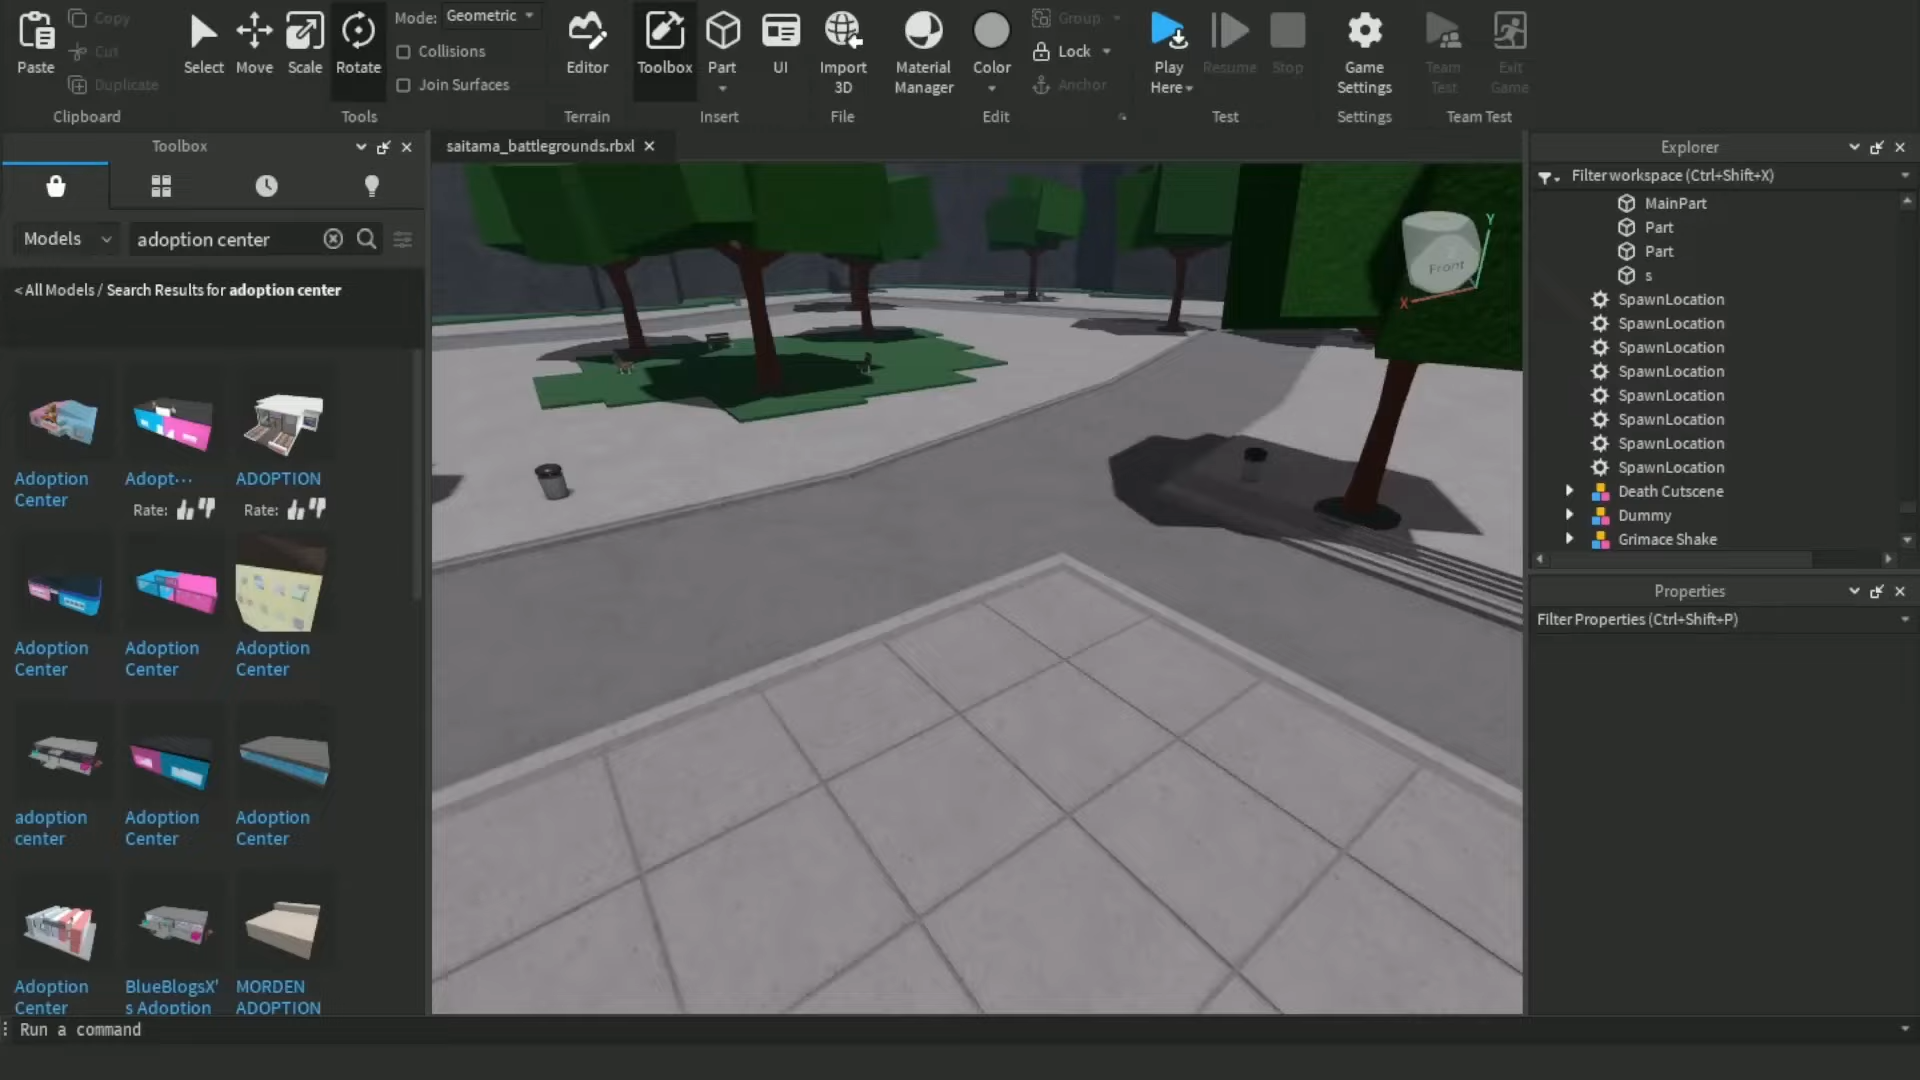 Paste
Copy
Cut
Duplicate
Clipboard
Select
Move
Scale
Rotate
Mode: Geometric
Collisions
Join Surfaces
Tools
Editor
Terrain
Toolbox
Part
UI
Insert
Import
3D
File
Material
Manager
Color
Group
Lock
Anchor
Edit
Play
Here
Resume
Stop
Test
Game
Settings
Settings
Team
Test
Exit
Game
Team Test
Toolbox
saitama_battlegrounds.rbxl
Models
adoption center
< All Models / Search Results for adoption center
Adoption
Center
Adopt...
Rate:
ADOPTION
Rate:
Adoption
Center
Adoption
Center
Adoption
Center
adoption
center
Adoption
Center
Adoption
Center
Adoption
Center
BlueBlogsX'
s Adoption
MORDEN
ADOPTION
Front
Y
X
Explorer
Filter workspace (Ctrl+Shift+X)
MainPart
Part
Part
s
SpawnLocation
SpawnLocation
SpawnLocation
SpawnLocation
SpawnLocation
SpawnLocation
SpawnLocation
SpawnLocation
Death Cutscene
Dummy
Grimace Shake
Properties
Filter Properties (Ctrl+Shift+P)
Run a command